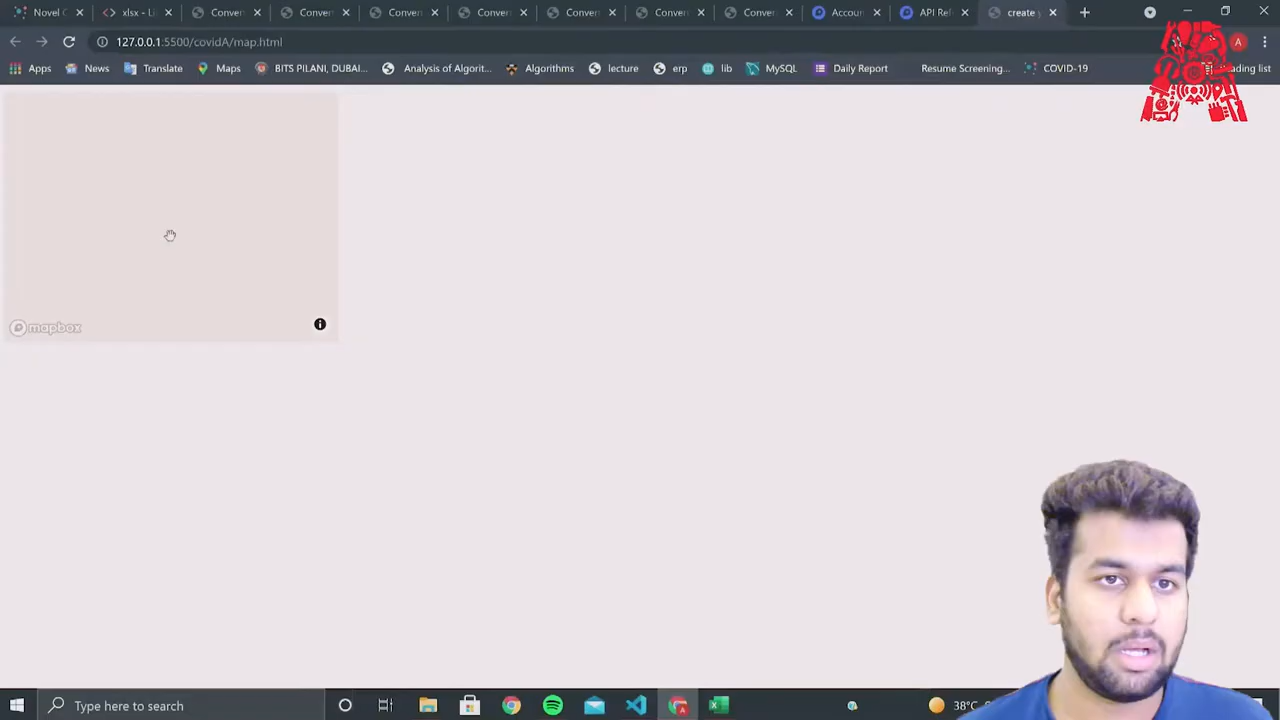 Novel C
xlsx - Li
Conver
Conver
Conver
Conver
Conver
Conver
Conver
Accoun
API Re
create
127.0.0.1:5500/covidA/map.html
A
Apps
News
Translate
Maps
BITS PILANI, DUBAI...
Analysis of Algorit...
Algorithms
lecture
erp
lib
MySQL
Daily Report
Resume Screening...
COVID-19
list
mapbox
Type here to search
38°C